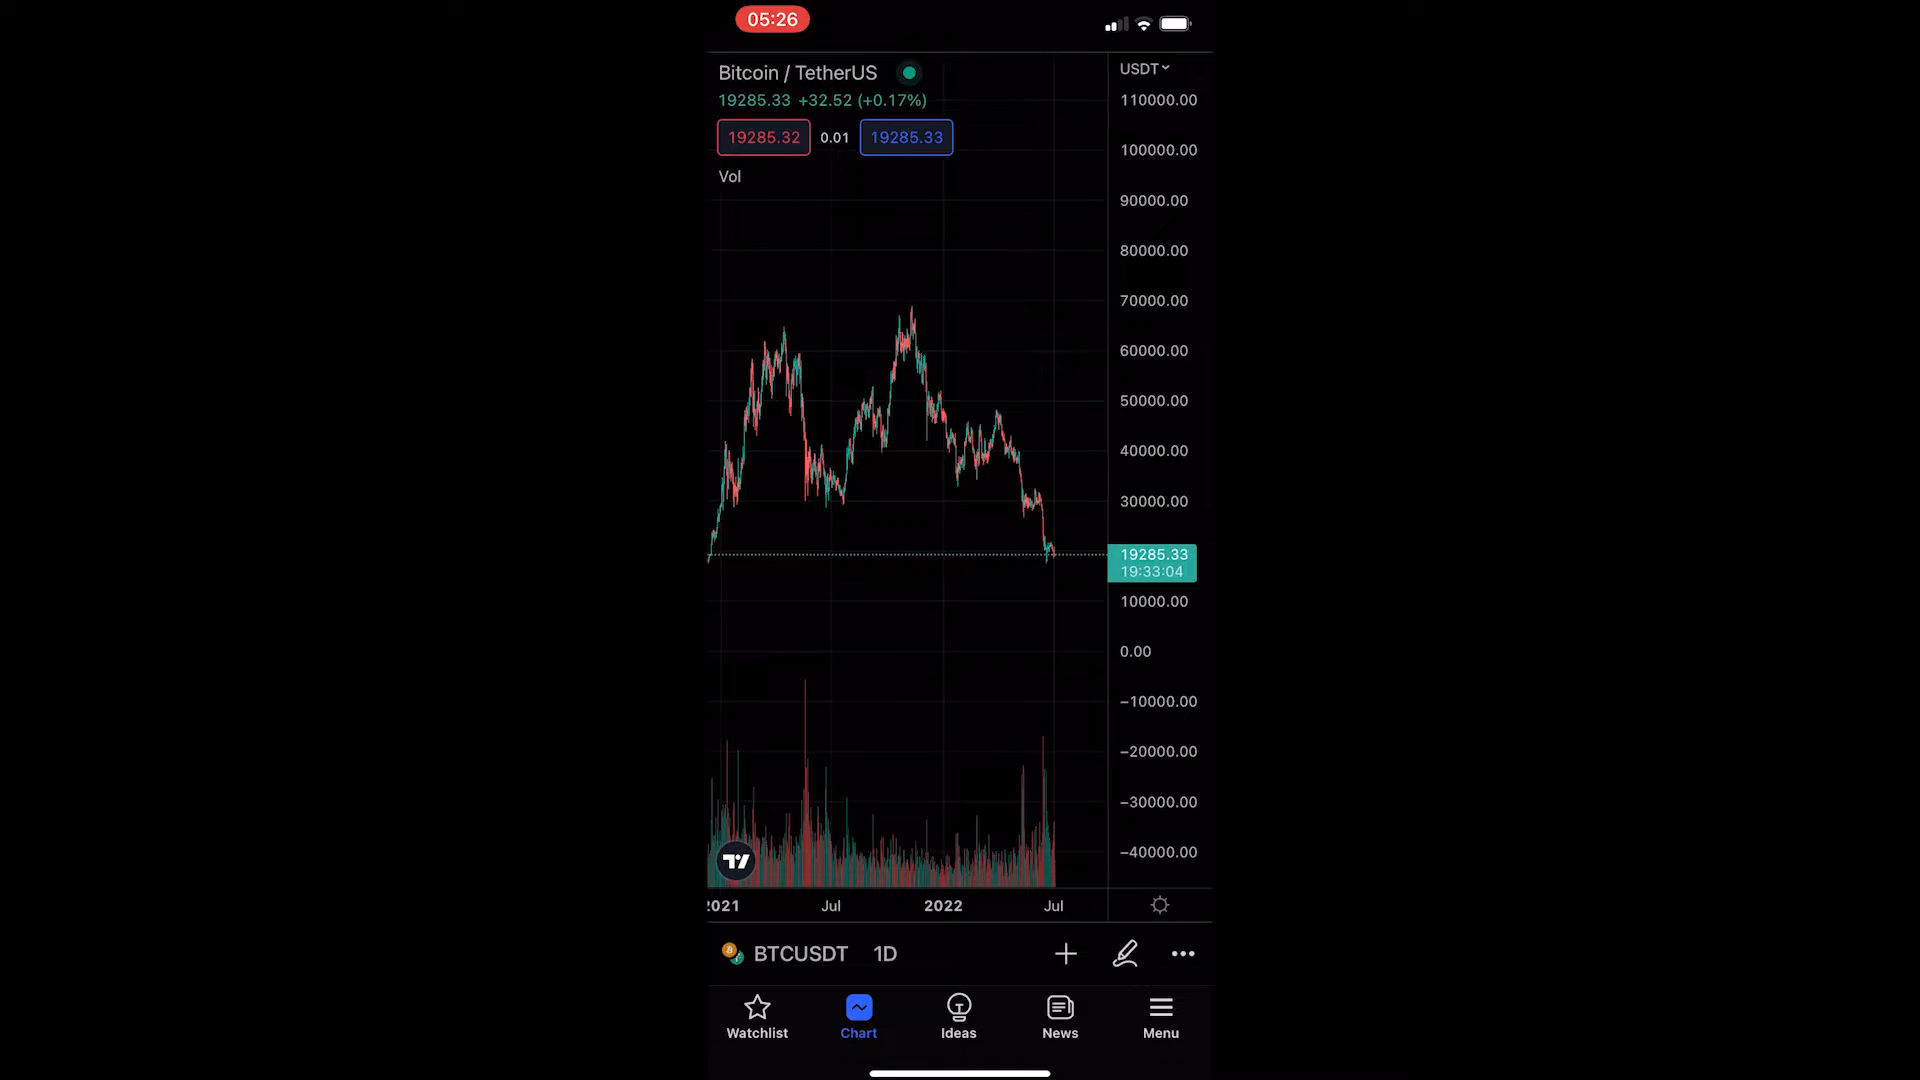 05:26
Bitcoin / TetherUS
19285.33 +32.52 (+0.17%)
19285.32 0.01 19285.33
Vol
USDT
110000.00
100000.00
90000.00
80000.00
70000.00
60000.00
50000.00
40000.00
30000.00
19285.33
19:33:04
10000.00
0.00
−10000.00
−20000.00
−30000.00
−40000.00
2021 Jul 2022 Jul
BTCUSDT 1D
Watchlist Chart Ideas News Menu